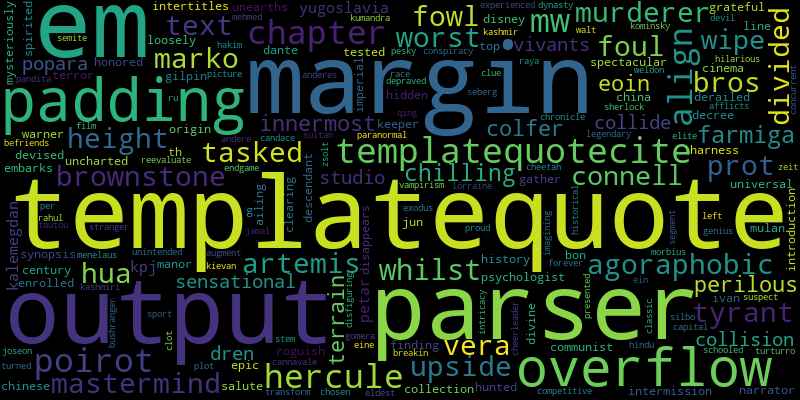 em
margin
templatequote
output
parser
padding
overflow
templatequotecite
intertitles
unearths
yugoslavia
fowl
mw
murderer
grateful
mysteriously
semite
spirited
text
chapter
mehmed
disney
kumandra
experienced
dynasty
devil
kashmir
kominsky
walt
line
loosely
dante
tested
worst
top
vivants
foul
wipe
divided
popara
honored
marko
hakim
picture
pesky
conspiracy
raya
weldon
hilarious
pandita
terror
gilpin
anderes
race
clue
eoin
spectacular
align
bros
cinema
depraved
seberg
sherlock
china
derailed
afflicts
concurrent
imperial
hidden
ru
origin
innermost
keeper
qing
chronicle
colfer
collide
decree
film
warner
height
andere
candace
sultan
paranormal
legendary
elite
farmiga
befriends
devised
th
tasked
zsolt
harness
embarks
uncharted
reevaluate
endgame
descendant
chilling
cheetah
connell
prot
zeit
brownstone
studio
lorraine
gather
universal
vampirism
per
rahul
tautou
stranger
jamal
ailing
clearing
exodus
jun
proud
imagining
historical
segment
left
genius
mulan
introduction
kalemegdan
synopsis
menelaus
unintended
augment
disappears
petar
whilst
history
forever
bon
agoraphobic
morbius
century
hua
kpj
manor
kievan
artemis
psychologist
ein
kashmiri
enrolled
sensational
disfiguring
terrain
intricacy
divine
presented
perilous
ivan
suspect
bushranger
sport
clot
gomera
finding
vera
cheerleader
communist
classic
silbo
capital
tyrant
hindu
joseon
poirot
dren
stem
roguish
cannavale
eine
breakin
upside
schooled
collision
turturro
turned
plot
epic
hercule
chinese
mastermind
salute
transform
chosen
eldest
collection
hunted
competitive
intermission
narrator